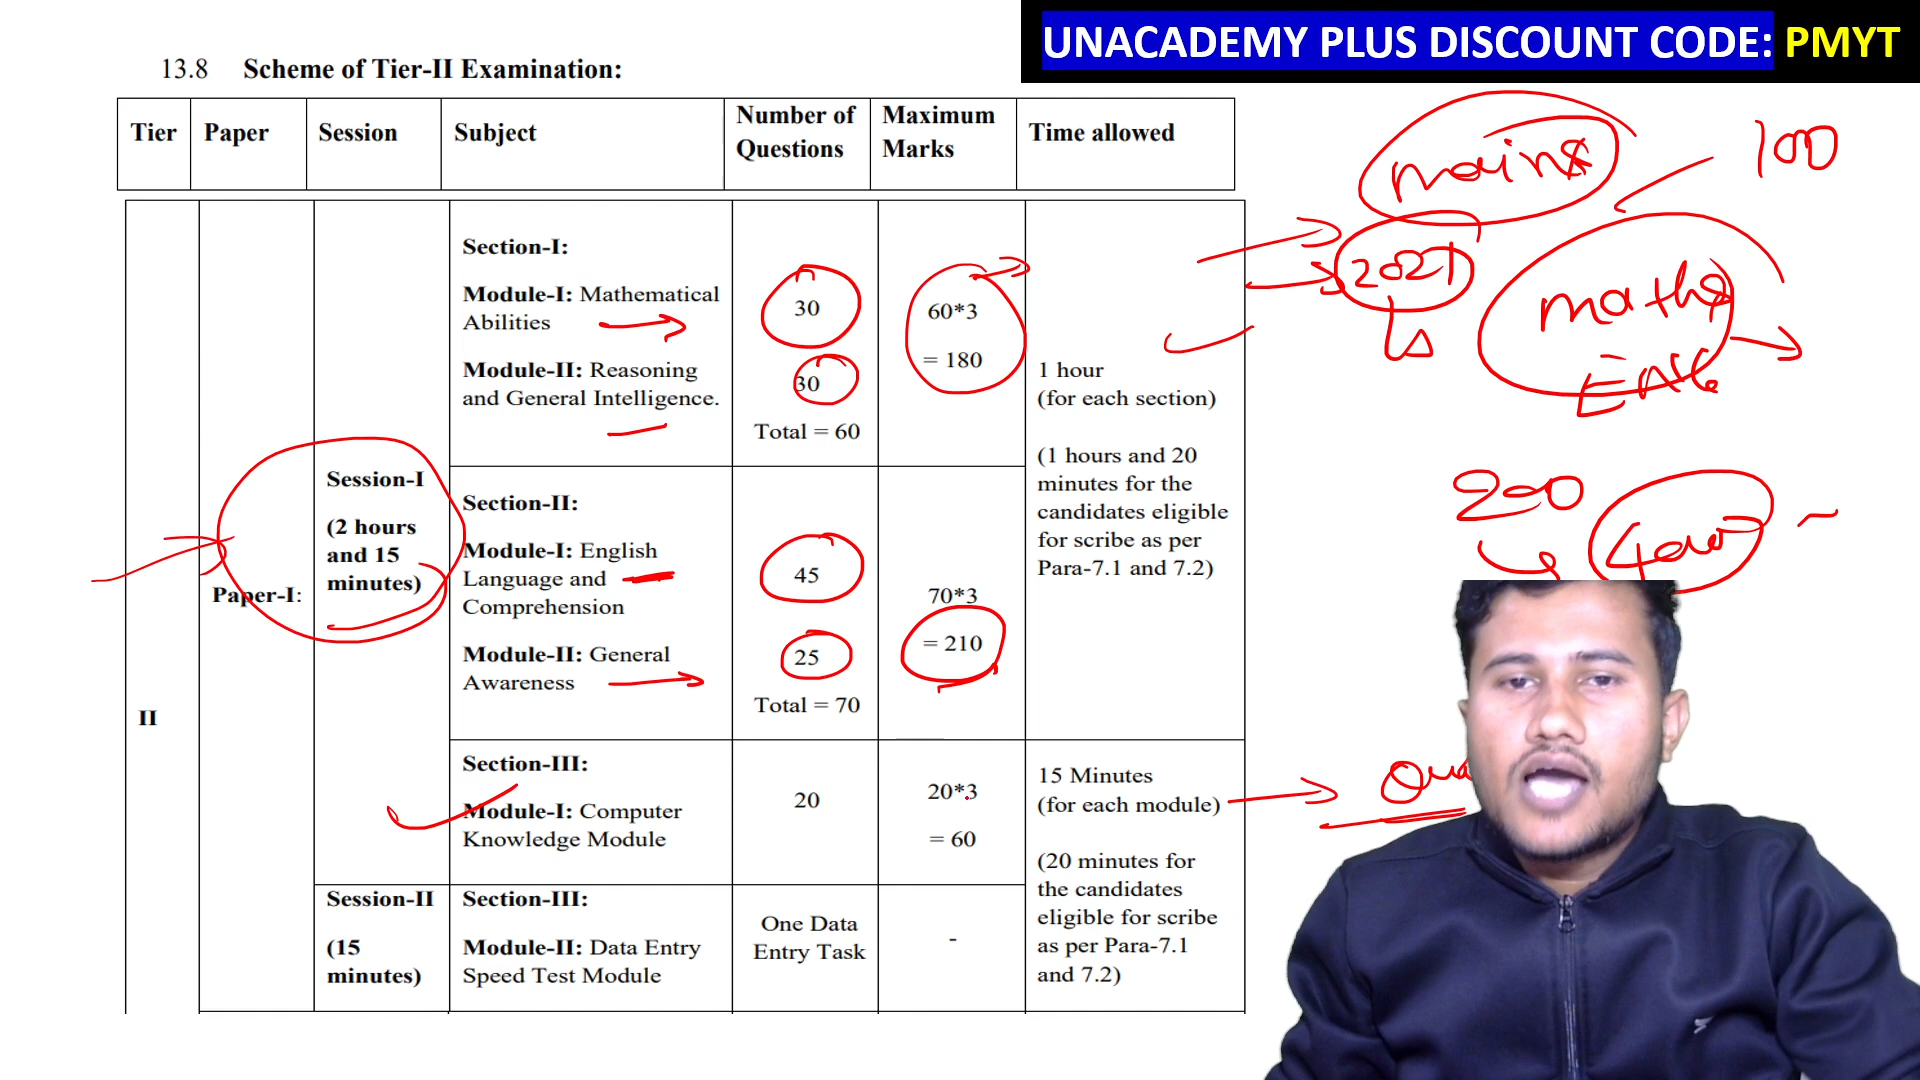 UNACADEMY PLUS DISCOUNT CODE: PMYT
13.8 Scheme of Tier-II Examination:
Tier
Paper
Session
Subject
Number of
Questions
Maximum
Marks
Time allowed
II
Paper-I:
Session-I
(2 hours
and 15
minutes)
Section-I:
Module-I: Mathematical
Abilities
Module-II: Reasoning
and General Intelligence.
30
30
Total = 60
60*3
= 180
1 hour
(for each section)
(1 hours and 20
minutes for the
candidates eligible
for scribe as per
Para-7.1 and 7.2)
Section-II:
Module-I: English
Language and
Comprehension
Module-II: General
Awareness
45
25
Total = 70
70*3
= 210
Section-III:
Module-I: Computer
Knowledge Module
20
20*3
= 60
15 Minutes
(for each module)
(20 minutes for
the candidates
eligible for scribe
as per Para-7.1
and 7.2)
Session-II
(15
minutes)
Section-III:
Module-II: Data Entry
Speed Test Module
One Data
Entry Task
-
mains
100
2021
maths
ENG
200